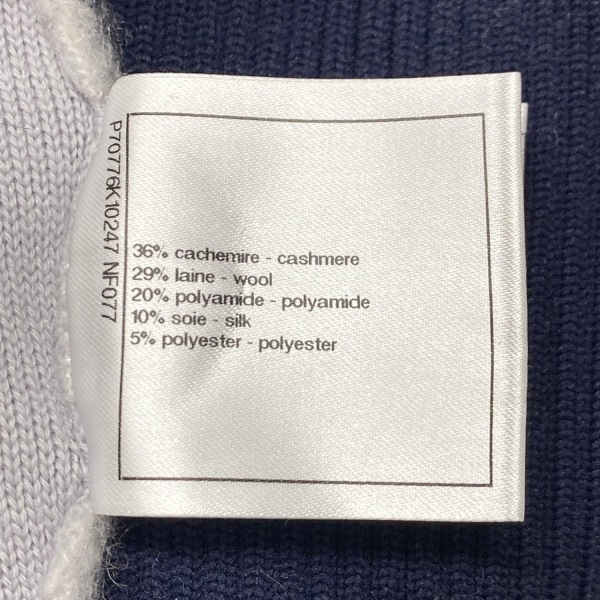 P70776K10247 NF077
36% cachemire - cashmere
29% laine - wool
20% polyamide - polyamide
10% soie - silk
5% polyester - polyester